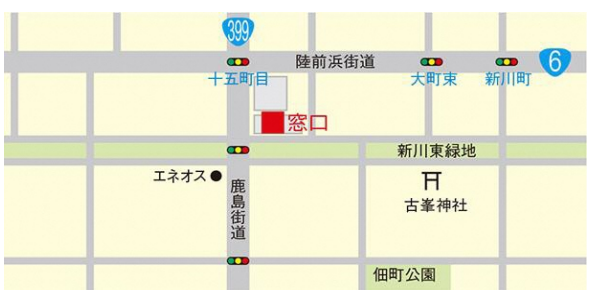 399
陸前浜街道
6
十五町目
大町東
新川町
窓口
新川東緑地
エネオス
鹿島街道
古峯神社
佃町公園